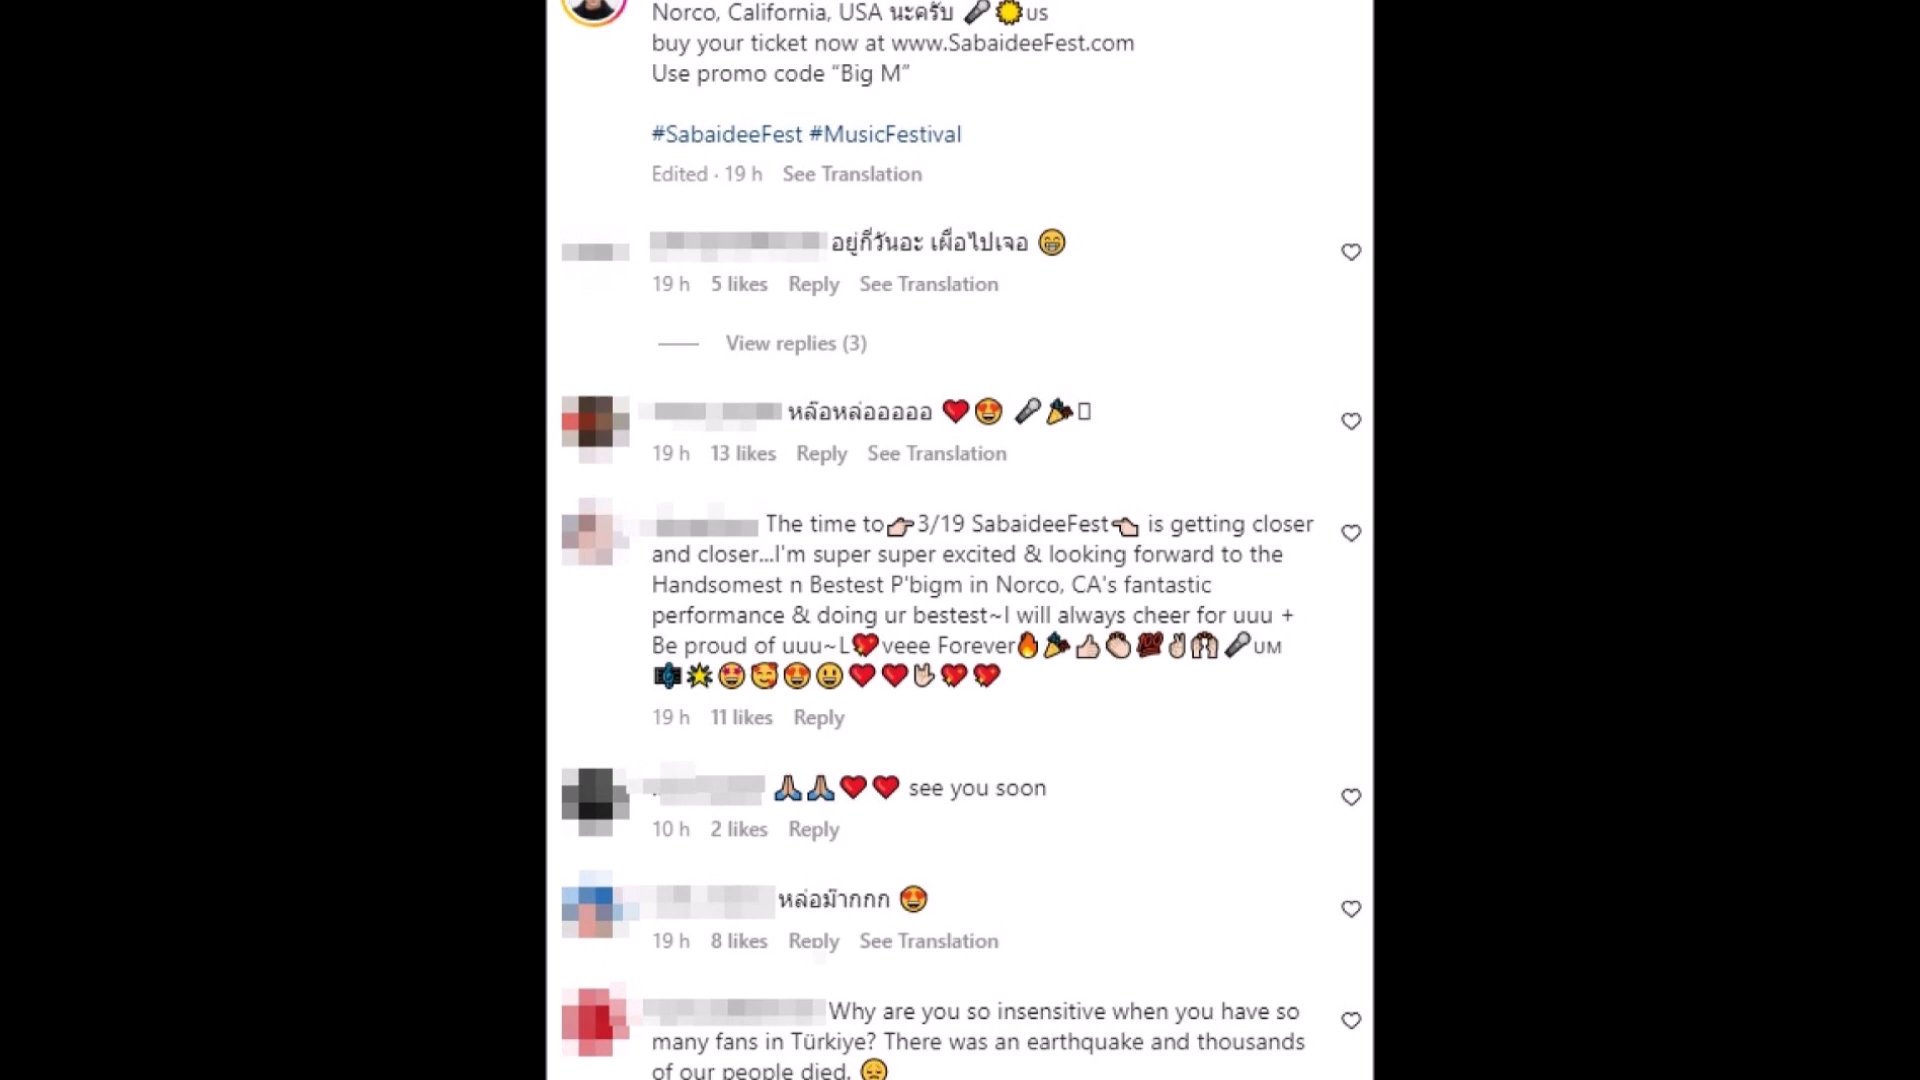 Norco, California, USA นะครับ 🎤🌞US
buy your ticket now at www.SabaideeFest.com
Use promo code “Big M”
#SabaideeFest #MusicFestival
Edited · 19 h See Translation
อยู่กี่วันอะ เผื่อไปเจอ 😁
19 h 5 likes Reply See Translation
View replies (3)
หล๊อหล่อออออ ❤️😍 🎤🎉
19 h 13 likes Reply See Translation
The time to👉3/19 SabaideeFest👈 is getting closer
and closer...I'm super super excited & looking forward to the
Handsomest n Bestest P'bigm in Norco, CA's fantastic
performance & doing ur bestest~I will always cheer for uuu +
Be proud of uuu~L💖veee Forever🔥🎉👍👏💯✌🙌🎤UM
🎼🌟🤩🥰😍😃❤️❤️🤟💖💖
19 h 11 likes Reply
🙏🙏❤️❤️ see you soon
10 h 2 likes Reply
หล่อม๊ากกก 😍
19 h 8 likes Reply See Translation
Why are you so insensitive when you have so
many fans in Türkiye? There was an earthquake and thousands
of our people died. 😞